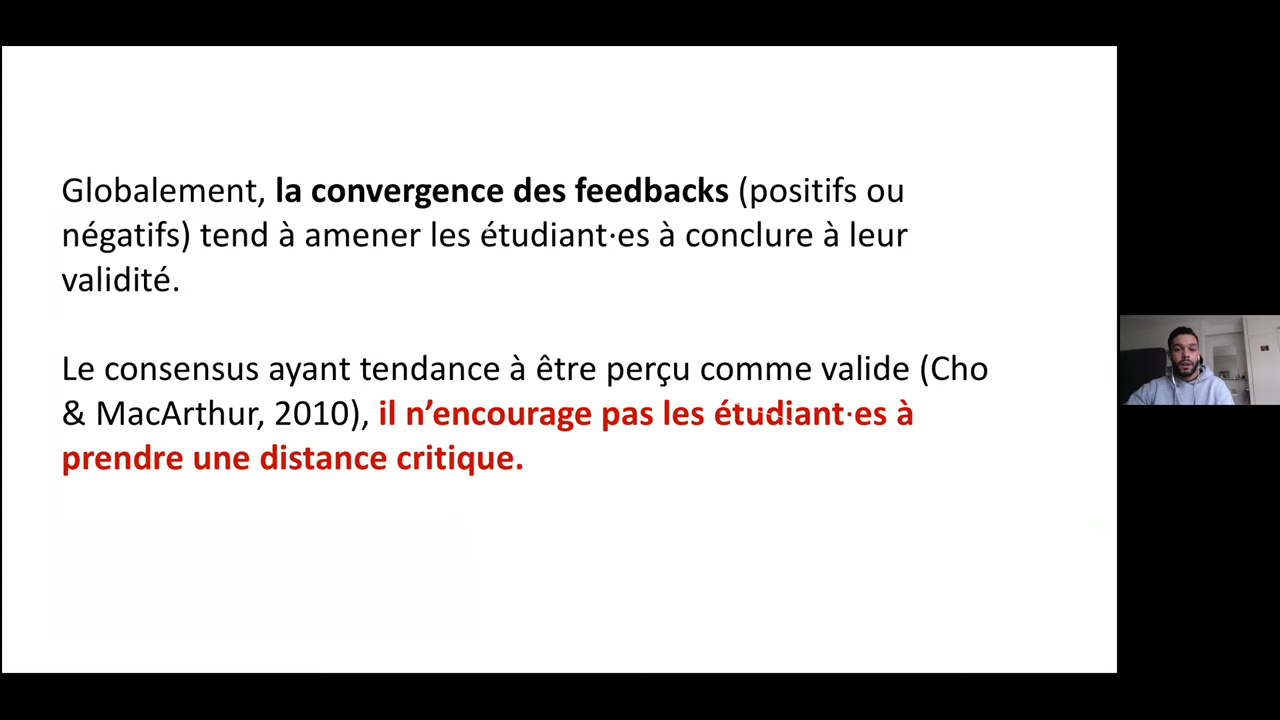 Globalement, la convergence des feedbacks (positifs ou
négatifs) tend à amener les étudiant·es à conclure à leur
validité.
Le consensus ayant tendance à être perçu comme valide (Cho
& MacArthur, 2010), il n’encourage pas les étudiant·es à
prendre une distance critique.